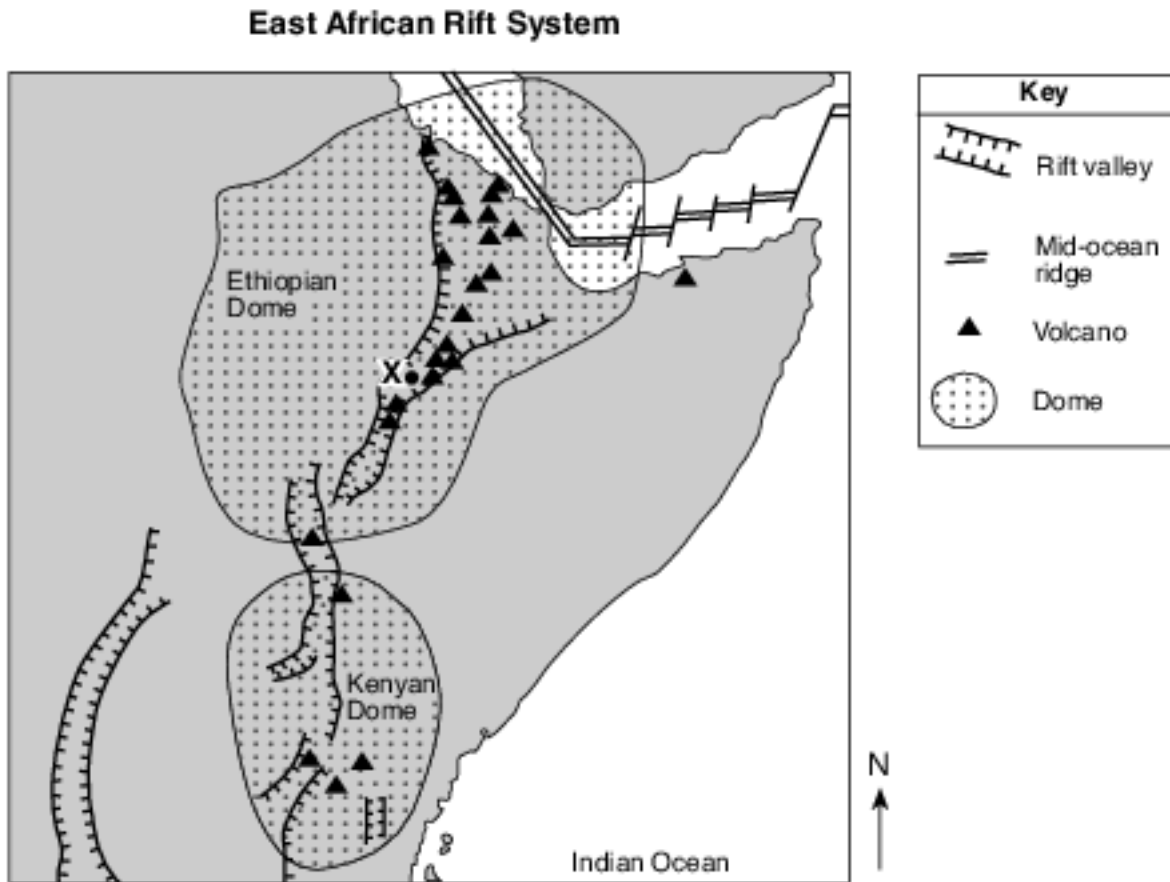 East African Rift System
Ethiopian
Dome
X
Kenyan
Dome
Indian Ocean
Key
Rift valley
Mid-ocean
ridge
Volcano
Dome
N